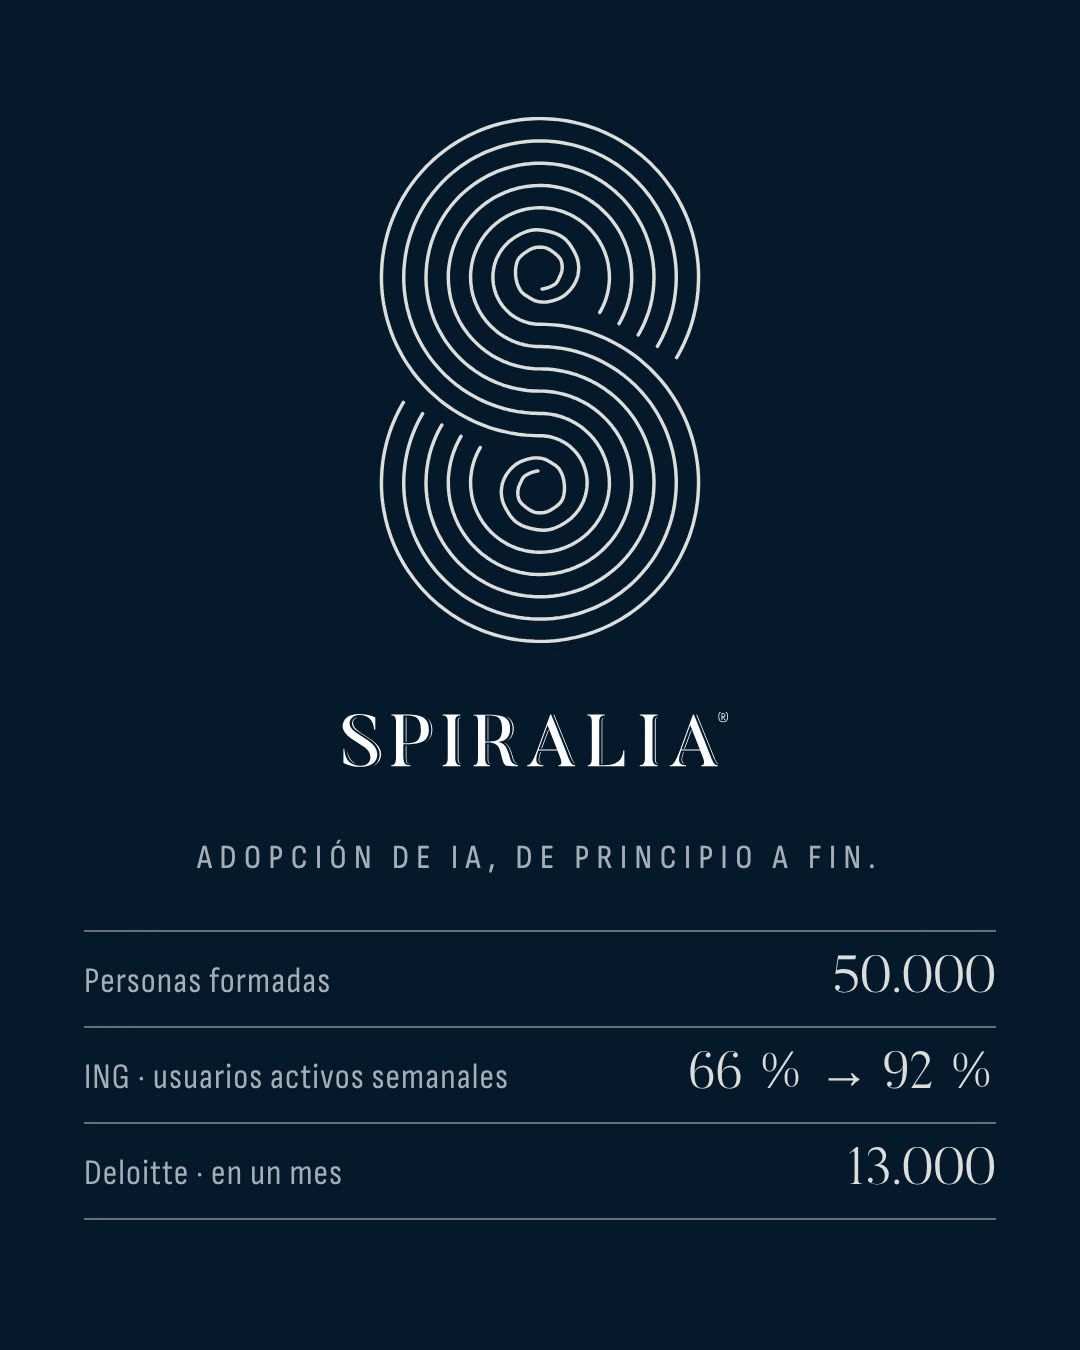 SPIRALIA®
ADOPCIÓN DE IA, DE PRINCIPIO A FIN.
Personas formadas 50.000
ING · usuarios activos semanales 66 % → 92 %
Deloitte · en un mes 13.000